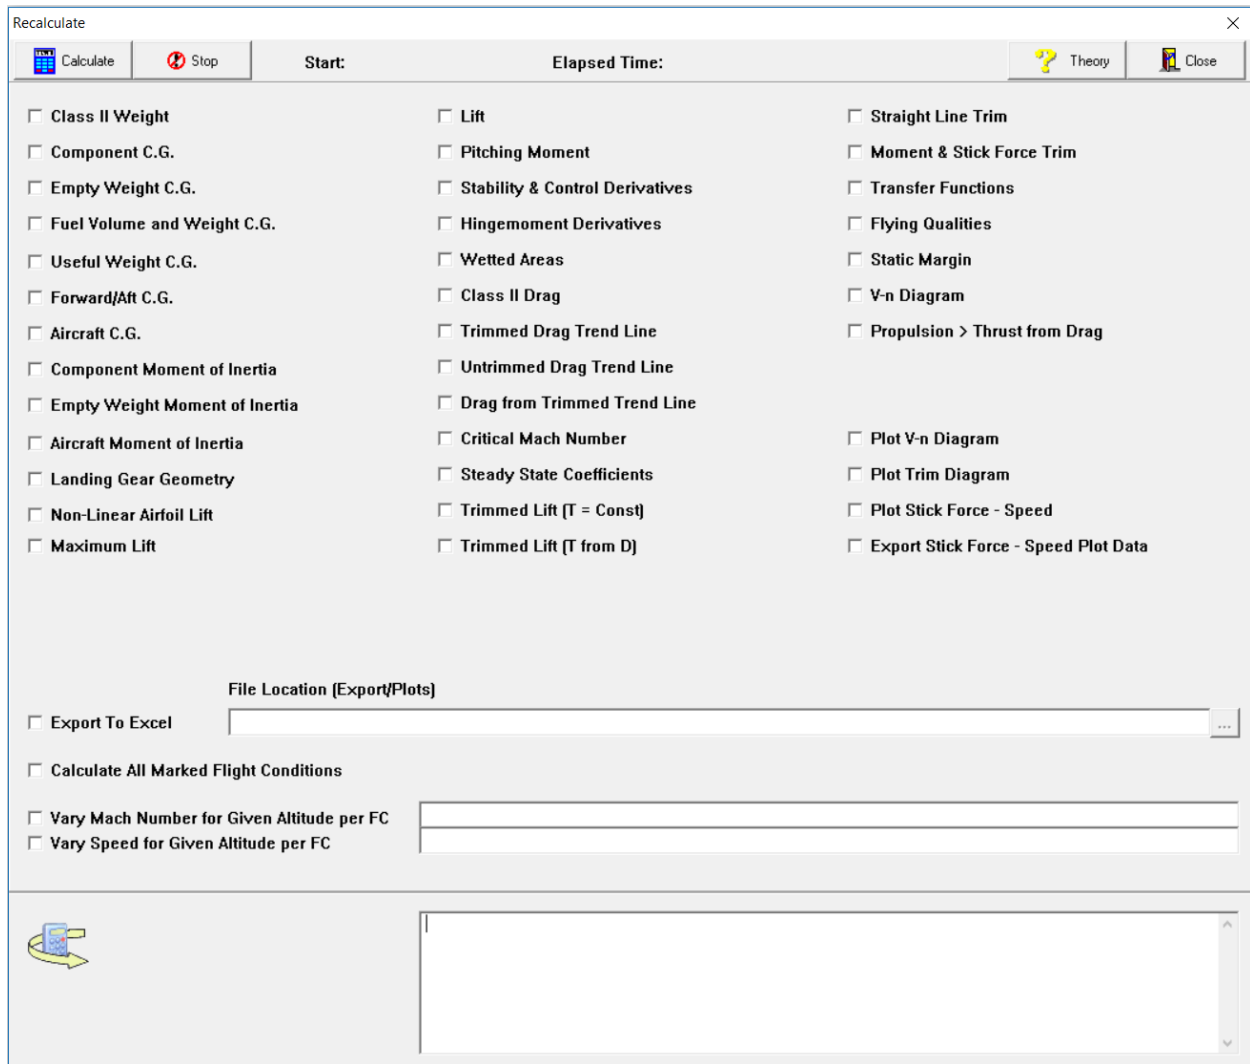 Recalculate
Calculate Stop Start: Elapsed Time: Theory Close
Class II Weight Lift Straight Line Trim
Component C.G. Pitching Moment Moment & Stick Force Trim
Empty Weight C.G. Stability & Control Derivatives Transfer Functions
Fuel Volume and Weight C.G. Hingemoment Derivatives Flying Qualities
Useful Weight C.G. Wetted Areas Static Margin
Forward/Aft C.G. Class II Drag V-n Diagram
Aircraft C.G. Trimmed Drag Trend Line Propulsion > Thrust from Drag
Component Moment of Inertia Untrimmed Drag Trend Line
Empty Weight Moment of Inertia Drag from Trimmed Trend Line
Aircraft Moment of Inertia Critical Mach Number Plot V-n Diagram
Landing Gear Geometry Steady State Coefficients Plot Trim Diagram
Non-Linear Airfoil Lift Trimmed Lift (T = Const) Plot Stick Force - Speed
Maximum Lift Trimmed Lift (T from D) Export Stick Force - Speed Plot Data
File Location (Export/Plots)
Export To Excel ...
Calculate All Marked Flight Conditions
Vary Mach Number for Given Altitude per FC
Vary Speed for Given Altitude per FC